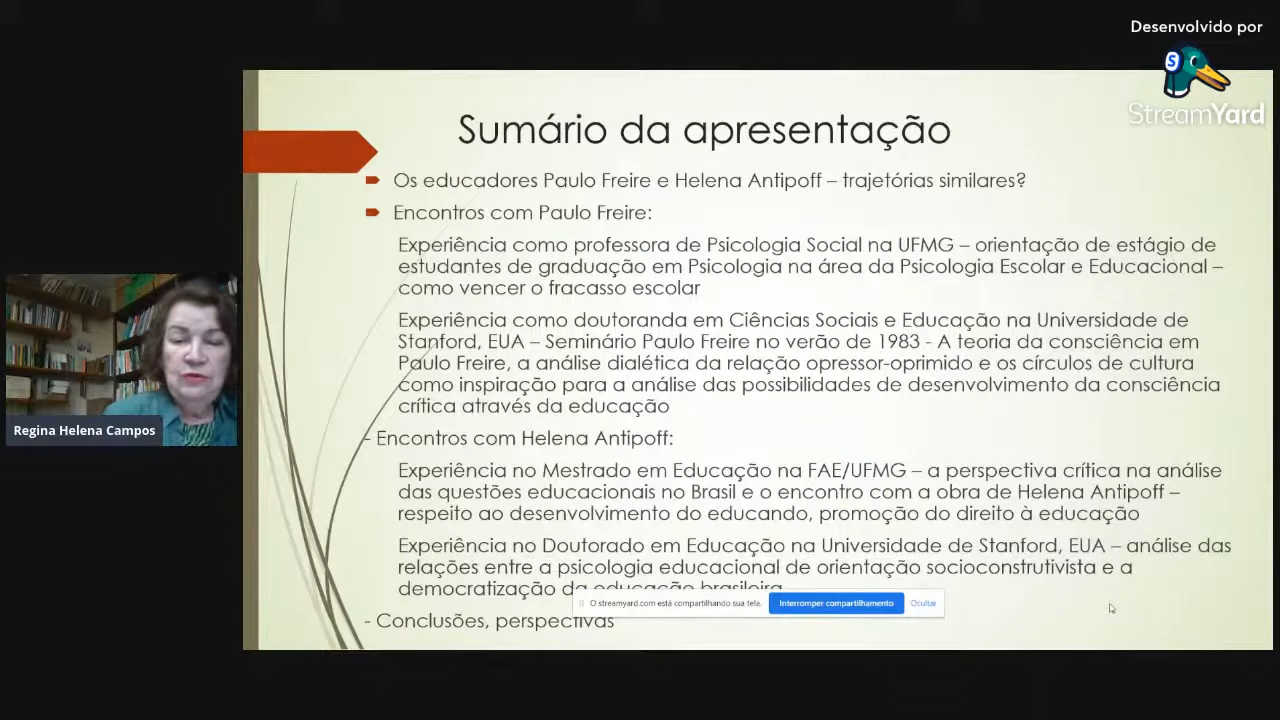 Desenvolvido por
S
StreamYard
Sumário da apresentação
Os educadores Paulo Freire e Helena Antipoff – trajetórias similares?
Encontros com Paulo Freire:
Experiência como professora de Psicologia Social na UFMG – orientação de estágio de
estudantes de graduação em Psicologia na área da Psicologia Escolar e Educacional –
como vencer o fracasso escolar
Experiência como doutoranda em Ciências Sociais e Educação na Universidade de
Stanford, EUA – Seminário Paulo Freire no verão de 1983 - A teoria da consciência em
Paulo Freire, a análise dialética da relação opressor-oprimido e os círculos de cultura
como inspiração para a análise das possibilidades de desenvolvimento da consciência
crítica através da educação
- Encontros com Helena Antipoff:
Experiência no Mestrado em Educação na FAE/UFMG – a perspectiva crítica na análise
das questões educacionais no Brasil e o encontro com a obra de Helena Antipoff –
respeito ao desenvolvimento do educando, promoção do direito à educação
Experiência no Doutorado em Educação na Universidade de Stanford, EUA – análise das
relações entre a psicologia educacional de orientação socioconstrutivista e a
democratização da educação brasileira
- Conclusões, perspectivas
O streamyard.com está compartilhando sua tela.
Interromper compartilhamento
Ocultar
Regina Helena Campos